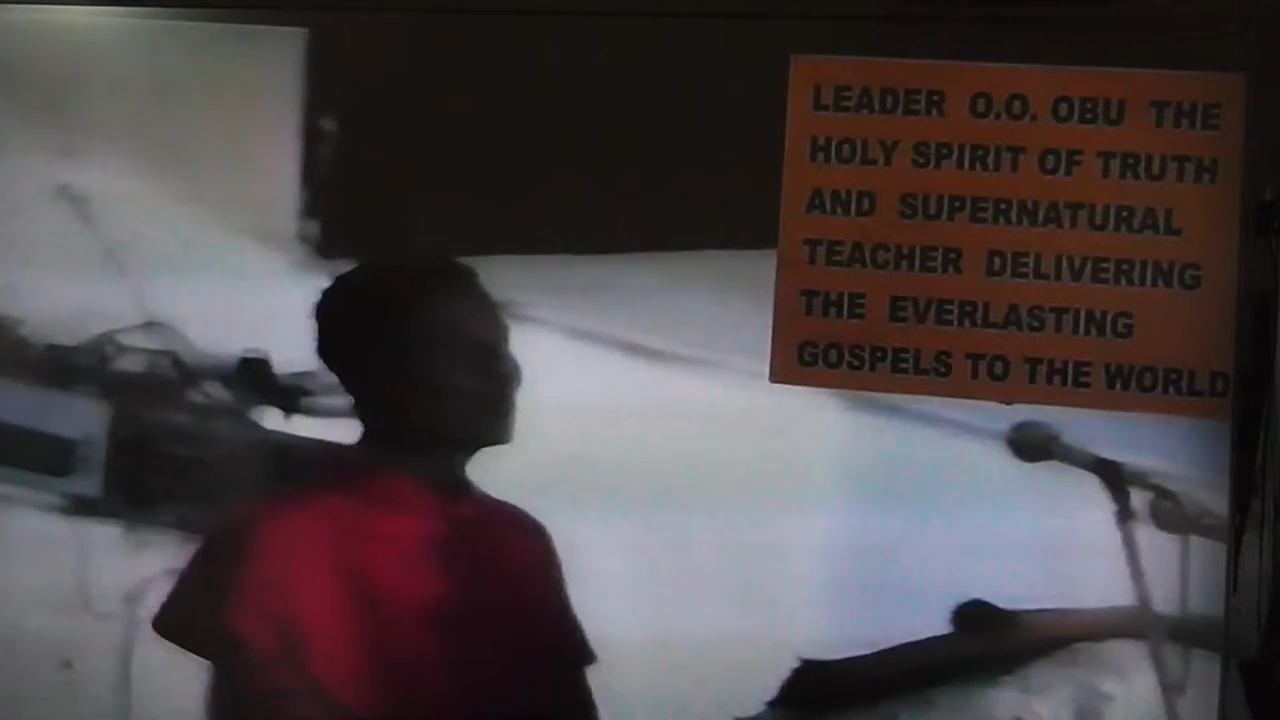 LEADER O.O. OBU THE
HOLY SPIRIT OF TRUTH
AND SUPERNATURAL
TEACHER DELIVERING
THE EVERLASTING
GOSPELS TO THE WORLD